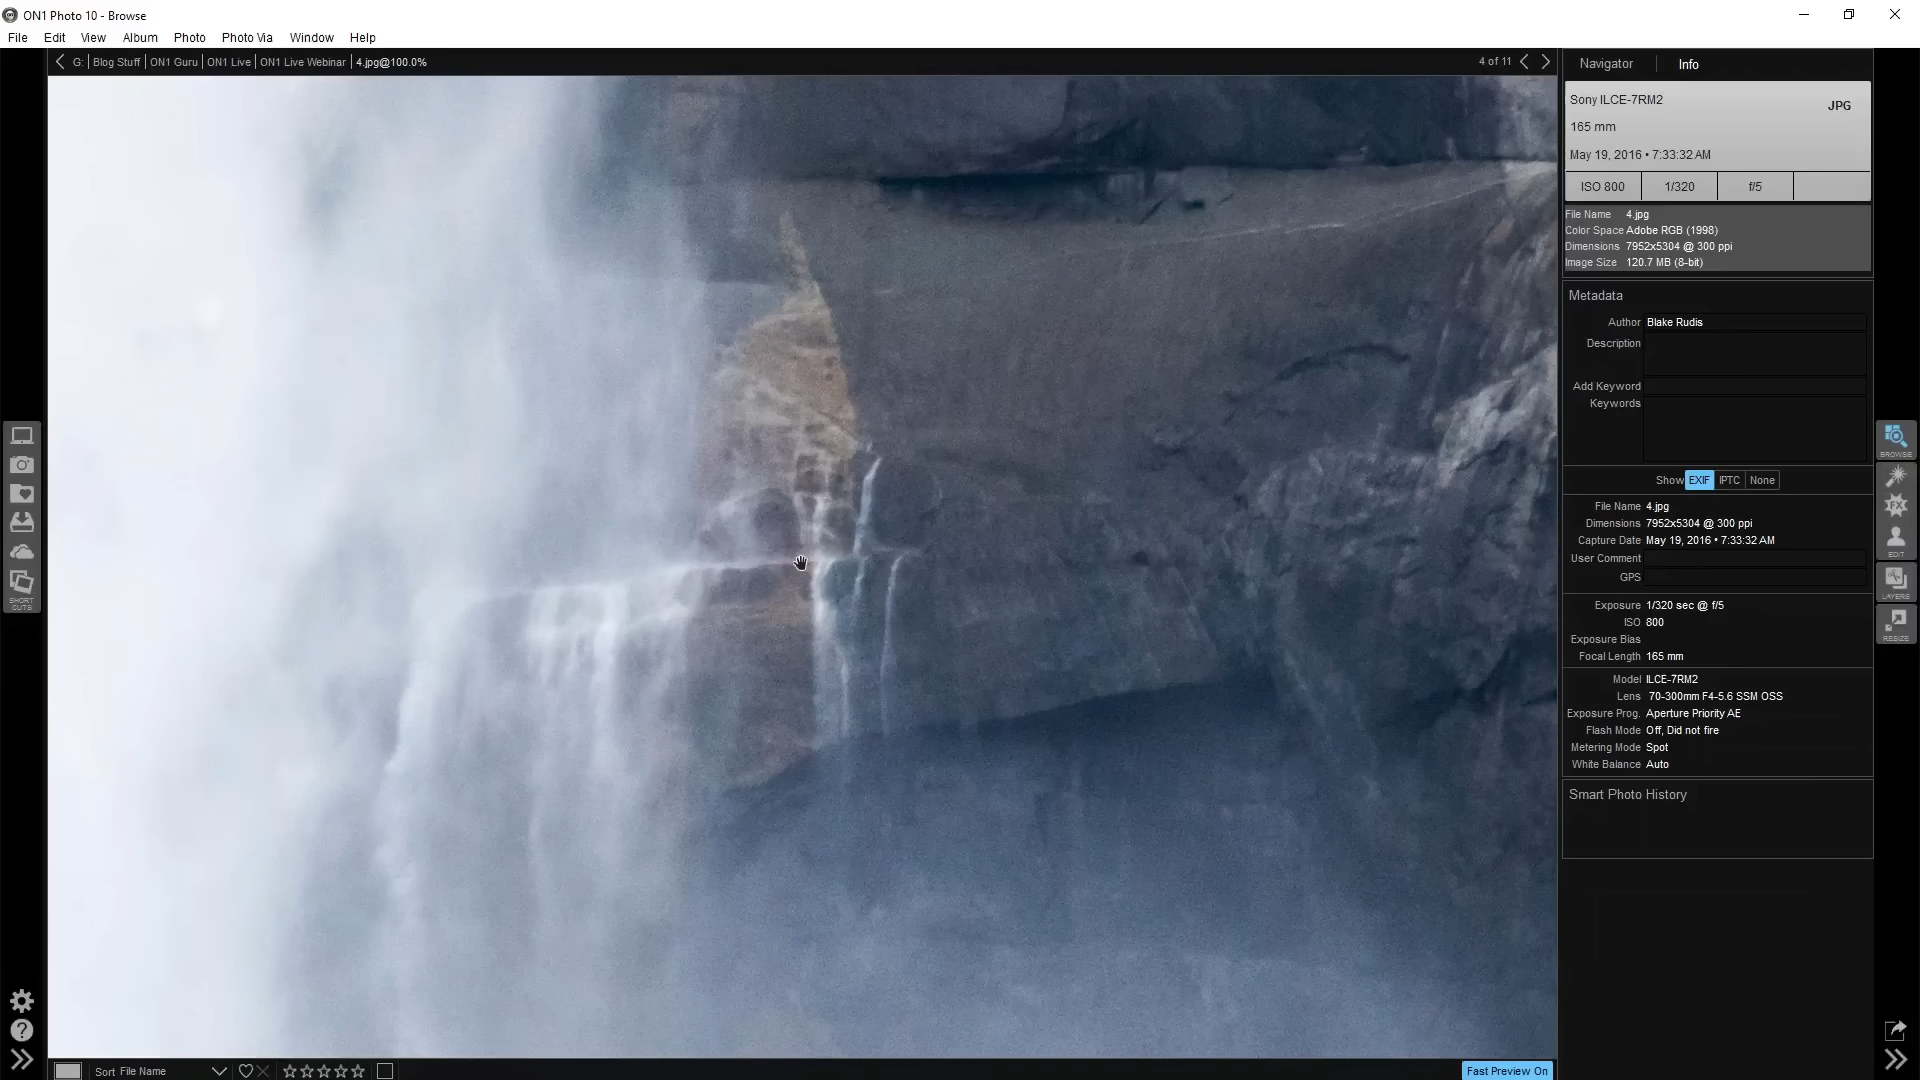 ON1 Photo 10 - Browse
File Edit View Album Photo Photo Via Window Help
G: Blog Stuff ON1 Guru ON1 Live ON1 Live Webinar 4.jpg@100.0%
4 of 11
Navigator Info
Sony ILCE-7RM2
JPG
165 mm
May 19, 2016 • 7:33:32 AM
ISO 800 1/320 f/5
File Name 4.jpg
Color Space Adobe RGB (1998)
Dimensions 7952x5304 @ 300 ppi
Image Size 120.7 MB (8-bit)
Metadata
Author Blake Rudis
Description
Add Keyword
Keywords
Show EXIF IPTC None
File Name 4.jpg
Dimensions 7952x5304 @ 300 ppi
Capture Date May 19, 2016 • 7:33:32 AM
User Comment
GPS
Exposure 1/320 sec @ f/5
ISO 800
Exposure Bias
Focal Length 165 mm
Model ILCE-7RM2
Lens 70-300mm F4-5.6 SSM OSS
Exposure Prog. Aperture Priority AE
Flash Mode Off, Did not fire
Metering Mode Spot
White Balance Auto
Smart Photo History
SHORT
CUTS
BROWSE
FX
EDIT
LAYERS
RESIZE
Sort File Name
Fast Preview On